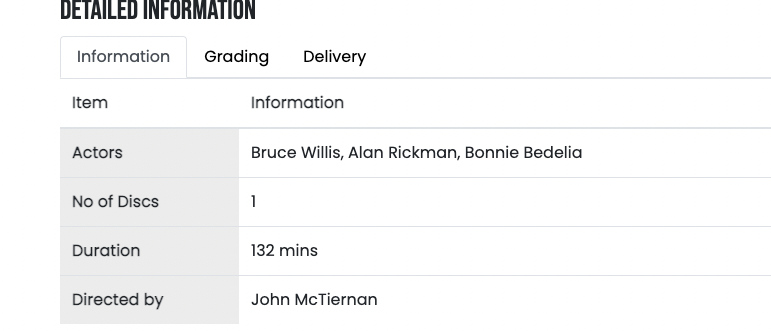 DETAILED INFORMATION
Information Grading Delivery
Item Information
Actors Bruce Willis, Alan Rickman, Bonnie Bedelia
No of Discs 1
Duration 132 mins
Directed by John McTiernan